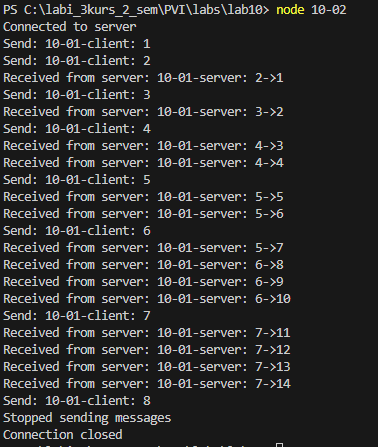 PS C:\labi_3kurs_2_sem\PVI\labs\lab10> node 10-02
Connected to server
Send: 10-01-client: 1
Send: 10-01-client: 2
Received from server: 10-01-server: 2->1
Send: 10-01-client: 3
Received from server: 10-01-server: 3->2
Send: 10-01-client: 4
Received from server: 10-01-server: 4->3
Received from server: 10-01-server: 4->4
Send: 10-01-client: 5
Received from server: 10-01-server: 5->5
Received from server: 10-01-server: 5->6
Send: 10-01-client: 6
Received from server: 10-01-server: 5->7
Received from server: 10-01-server: 6->8
Received from server: 10-01-server: 6->9
Received from server: 10-01-server: 6->10
Send: 10-01-client: 7
Received from server: 10-01-server: 7->11
Received from server: 10-01-server: 7->12
Received from server: 10-01-server: 7->13
Received from server: 10-01-server: 7->14
Send: 10-01-client: 8
Stopped sending messages
Connection closed